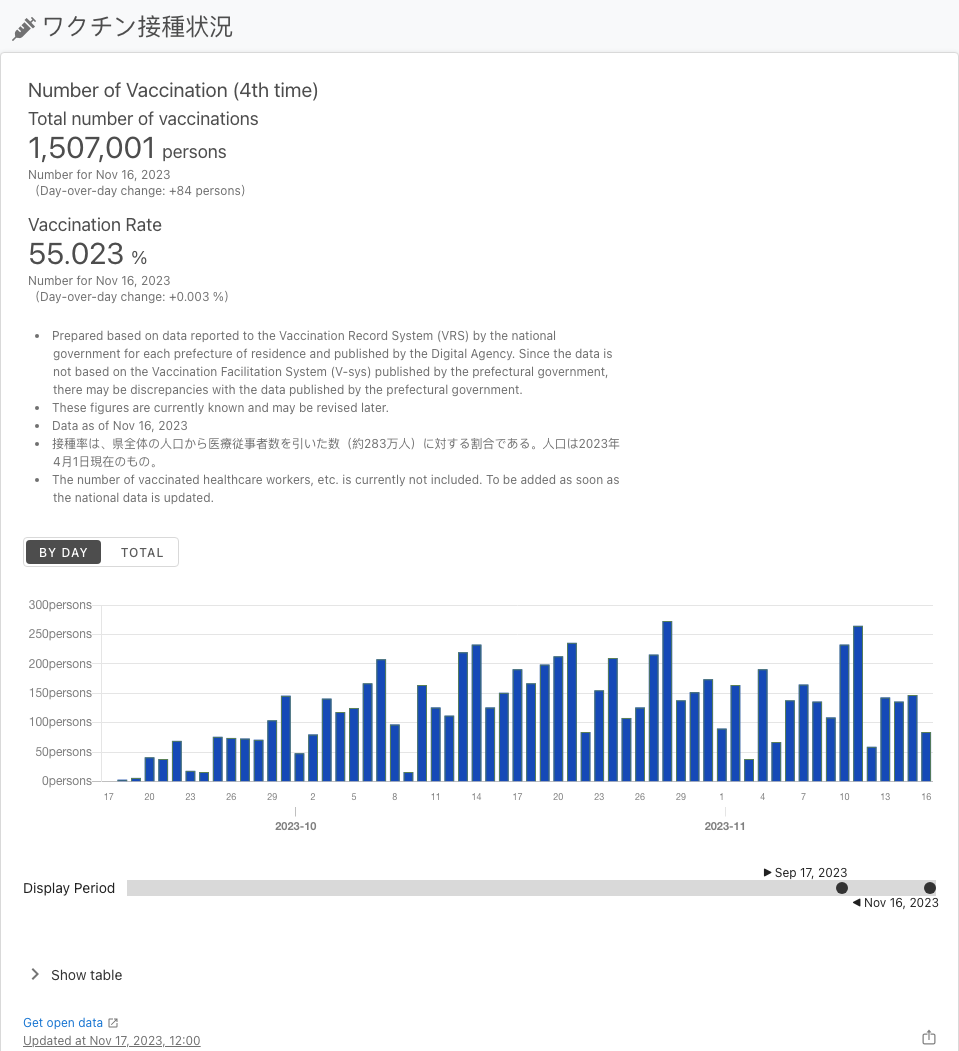 ワクチン接種状況
Number of Vaccination (4th time)
Total number of vaccinations
1,507,001 persons
Number for Nov 16, 2023
(Day-over-day change: +84 persons)
Vaccination Rate
55.023 %
Number for Nov 16, 2023
(Day-over-day change: +0.003 %)
• Prepared based on data reported to the Vaccination Record System (VRS) by the national
government for each prefecture of residence and published by the Digital Agency. Since the data is
not based on the Vaccination Facilitation System (V-sys) published by the prefectural government,
there may be discrepancies with the data published by the prefectural government.
• These figures are currently known and may be revised later.
• Data as of Nov 16, 2023
• 接種率は、県全体の人口から医療従事者数を引いた数（約283万人）に対する割合である。人口は2023年
4月1日現在のもの。
• The number of vaccinated healthcare workers, etc. is currently not included. To be added as soon as
the national data is updated.
BY DAY TOTAL
300persons
250persons
200persons
150persons
100persons
50persons
0persons
17 20 23 26 29 2 5 8 11 14 17 20 23 26 29 1 4 7 10 13 16
2023-10 2023-11
Sep 17, 2023
Display Period
Nov 16, 2023
Show table
Get open data
Updated at Nov 17, 2023, 12:00